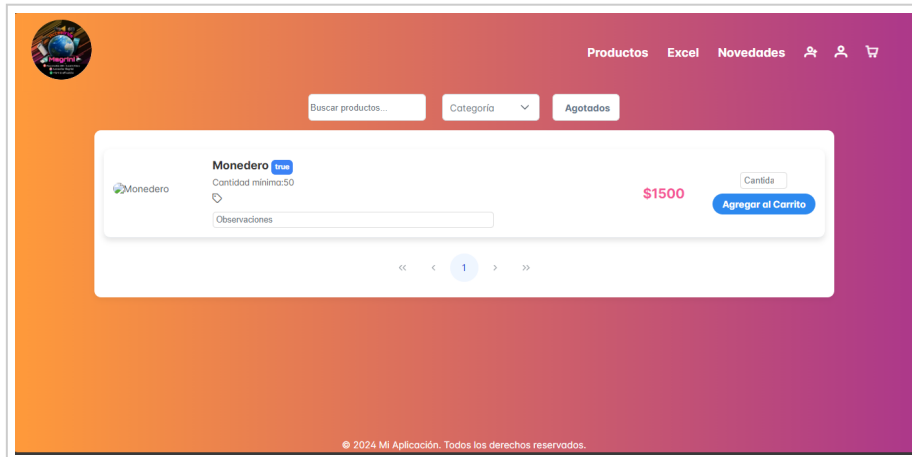 Magrini
Productos Excel Novedades
Buscar productos... Categoría Agotados
Monedero true
Cantidad mínima:50
Monedero
$1500
Cantida
Agregar al Carrito
Observaciones
1
© 2024 Mi Aplicación. Todos los derechos reservados.